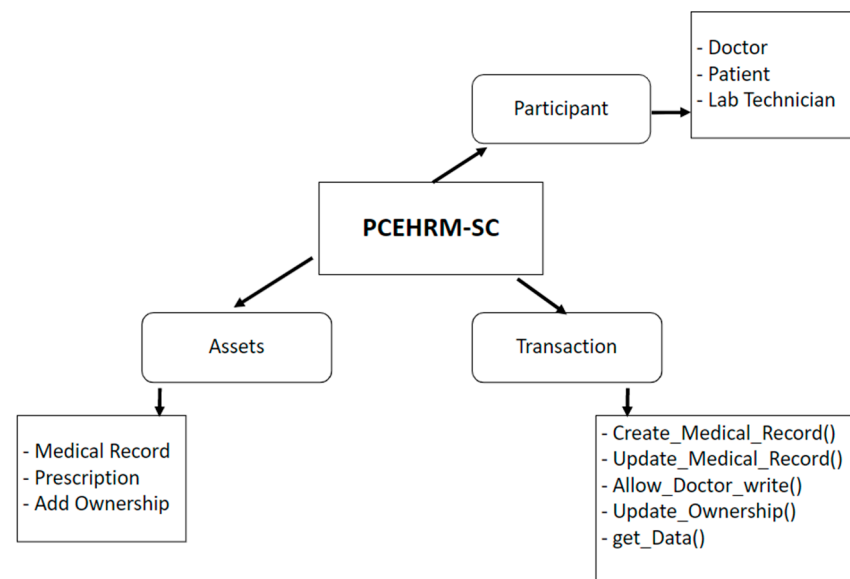 - Doctor
- Patient
- Lab Technician
Participant
PCEHRM-SC
Assets
Transaction
- Medical Record
- Prescription
- Add Ownership
- Create_Medical_Record()
- Update_Medical_Record()
- Allow_Doctor_write()
- Update_Ownership()
- get_Data()